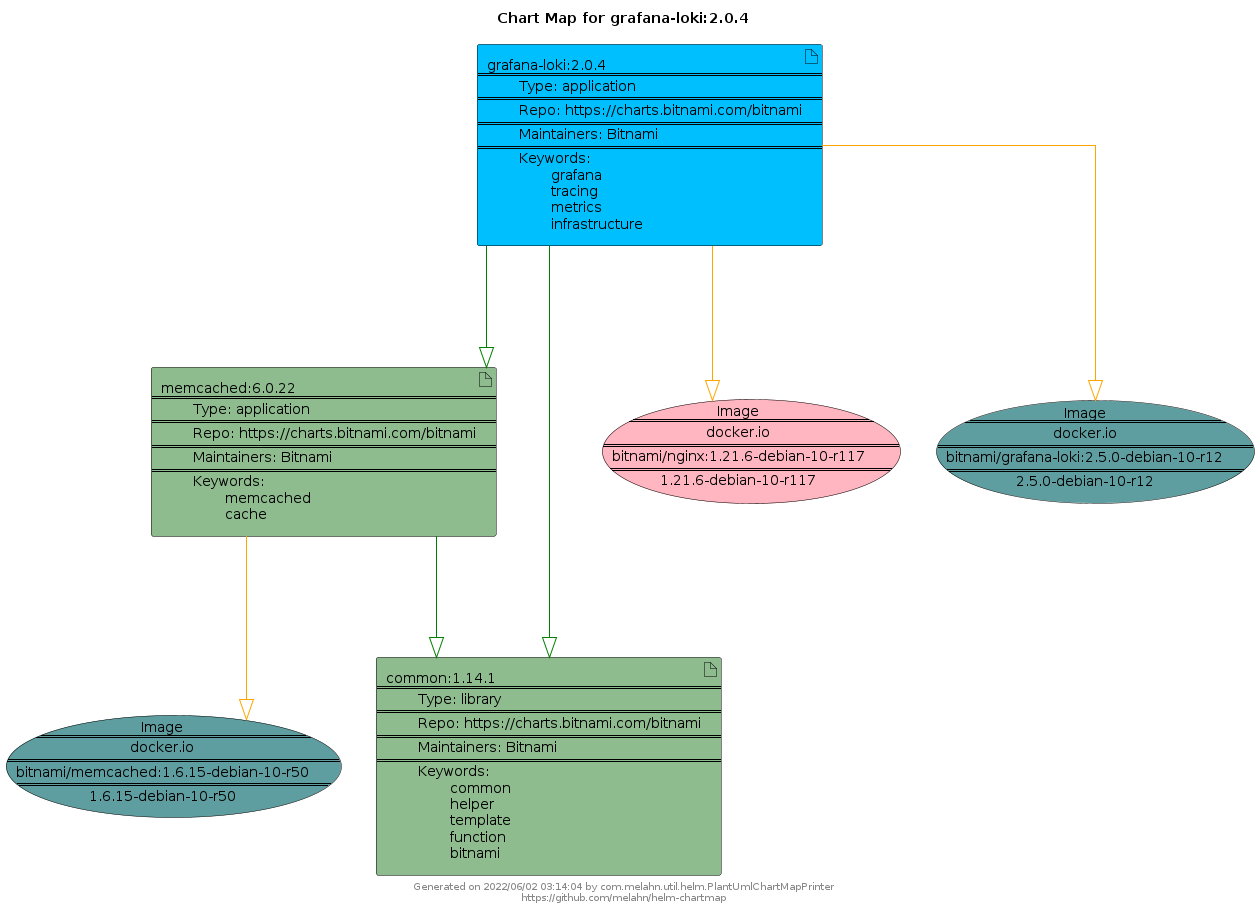 Chart Map for grafana-loki:2.0.4
grafana-loki:2.0.4
Type: application
Repo: https://charts.bitnami.com/bitnami
Maintainers: Bitnami
Keywords:
grafana
tracing
metrics
infrastructure
memcached:6.0.22
Type: application
Repo: https://charts.bitnami.com/bitnami
Maintainers: Bitnami
Keywords:
memcached
cache
Image
docker.io
bitnami/nginx:1.21.6-debian-10-r117
1.21.6-debian-10-r117
Image
docker.io
bitnami/grafana-loki:2.5.0-debian-10-r12
2.5.0-debian-10-r12
Image
docker.io
bitnami/memcached:1.6.15-debian-10-r50
1.6.15-debian-10-r50
common:1.14.1
Type: library
Repo: https://charts.bitnami.com/bitnami
Maintainers: Bitnami
Keywords:
common
helper
template
function
bitnami
Generated on 2022/06/02 03:14:04 by com.melahn.util.helm.PlantUmlChartMapPrinter
https://github.com/melahn/helm-chartmap